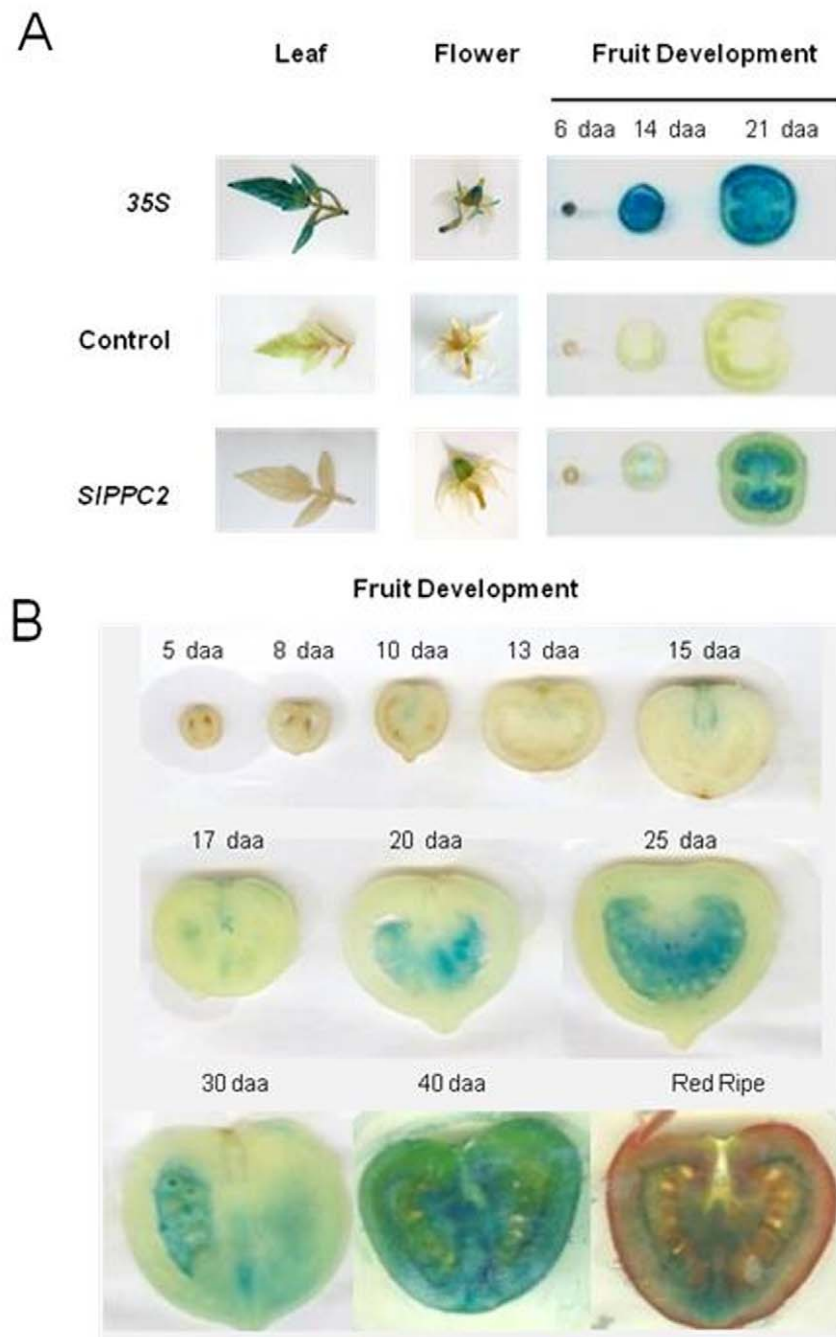 A
Leaf Flower Fruit Development
6 daa 14 daa 21 daa
35S
Control
SlPPC2
Fruit Development
B
5 daa 8 daa 10 daa 13 daa 15 daa
17 daa 20 daa 25 daa
30 daa 40 daa Red Ripe